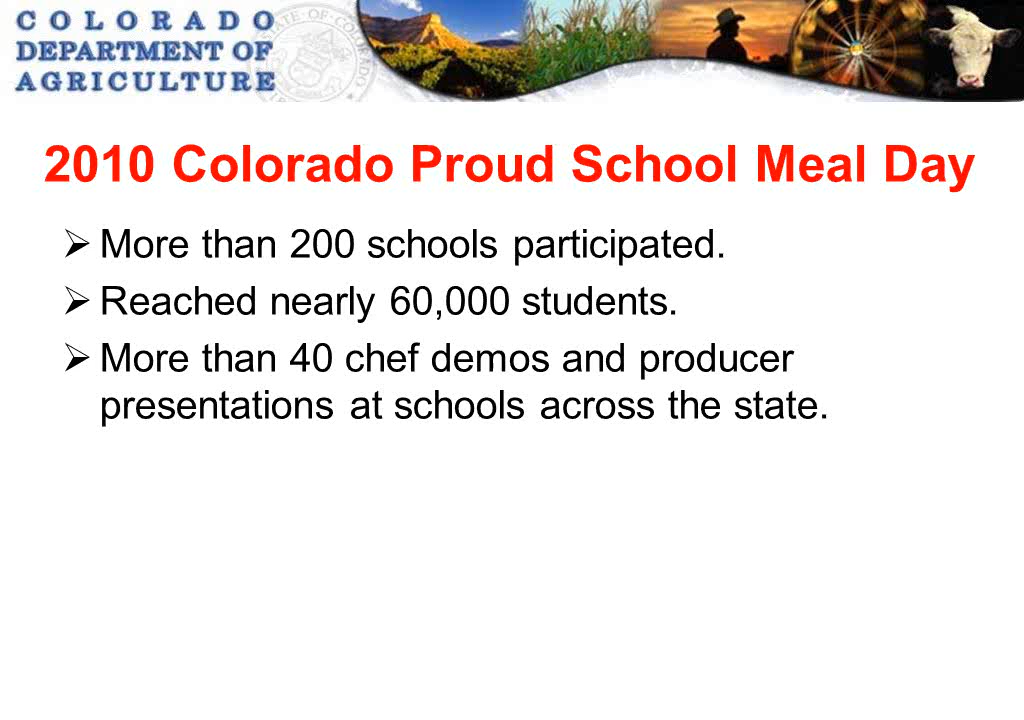 COLORADO
DEPARTMENT OF
AGRICULTURE
2010 Colorado Proud School Meal Day
➢ More than 200 schools participated.
➢ Reached nearly 60,000 students.
➢ More than 40 chef demos and producer
presentations at schools across the state.